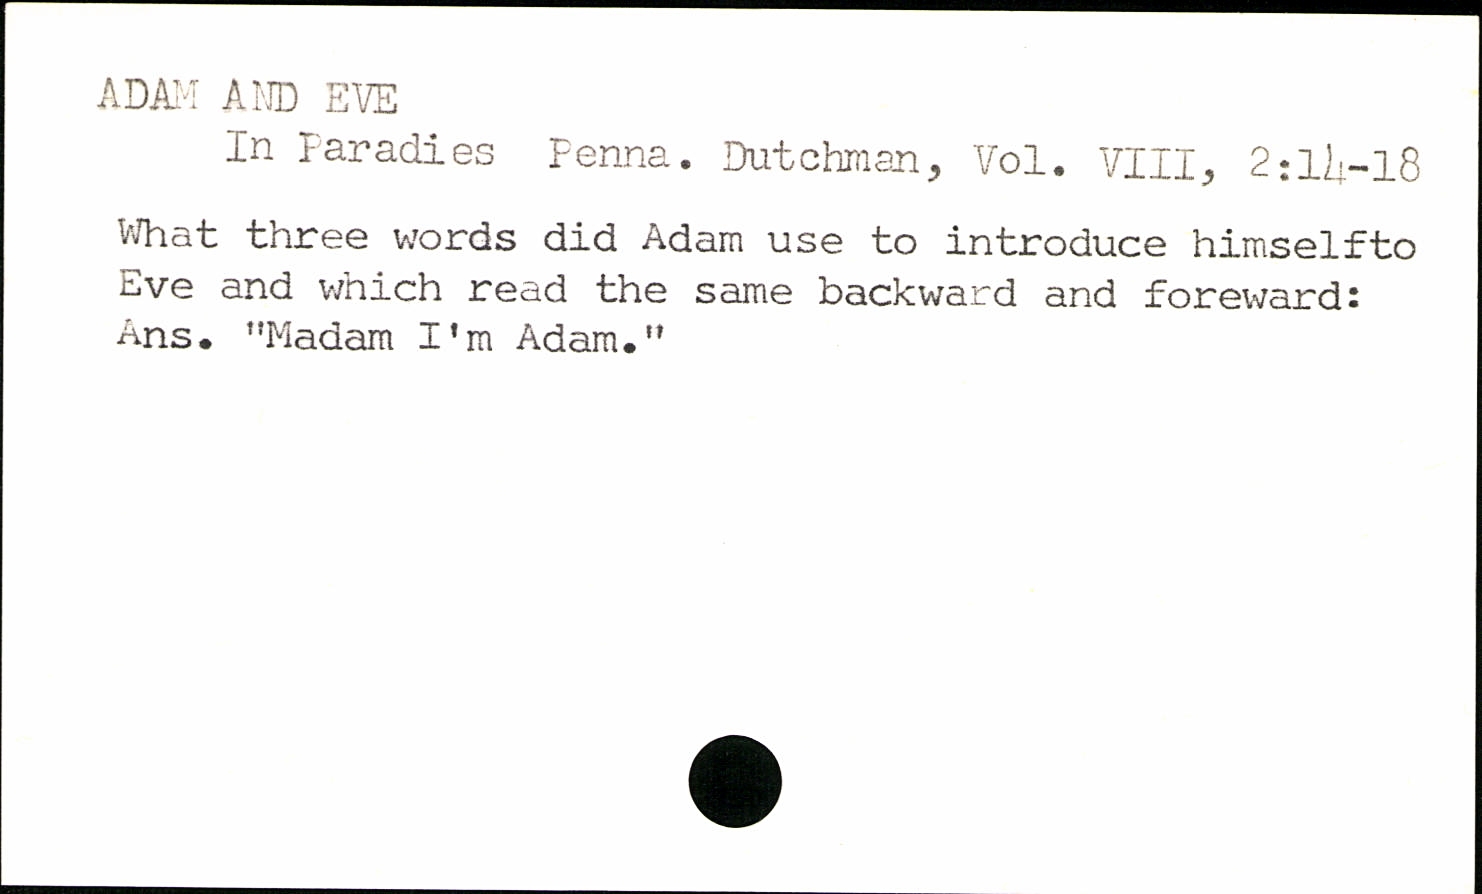 ADAM AND EVE
In Paradies Penna. Dutchman, Vol. VIII, 2:14-18
What three words did Adam use to introduce himselfto
Eve and which read the same backward and foreward:
Ans. "Madam I'm Adam."